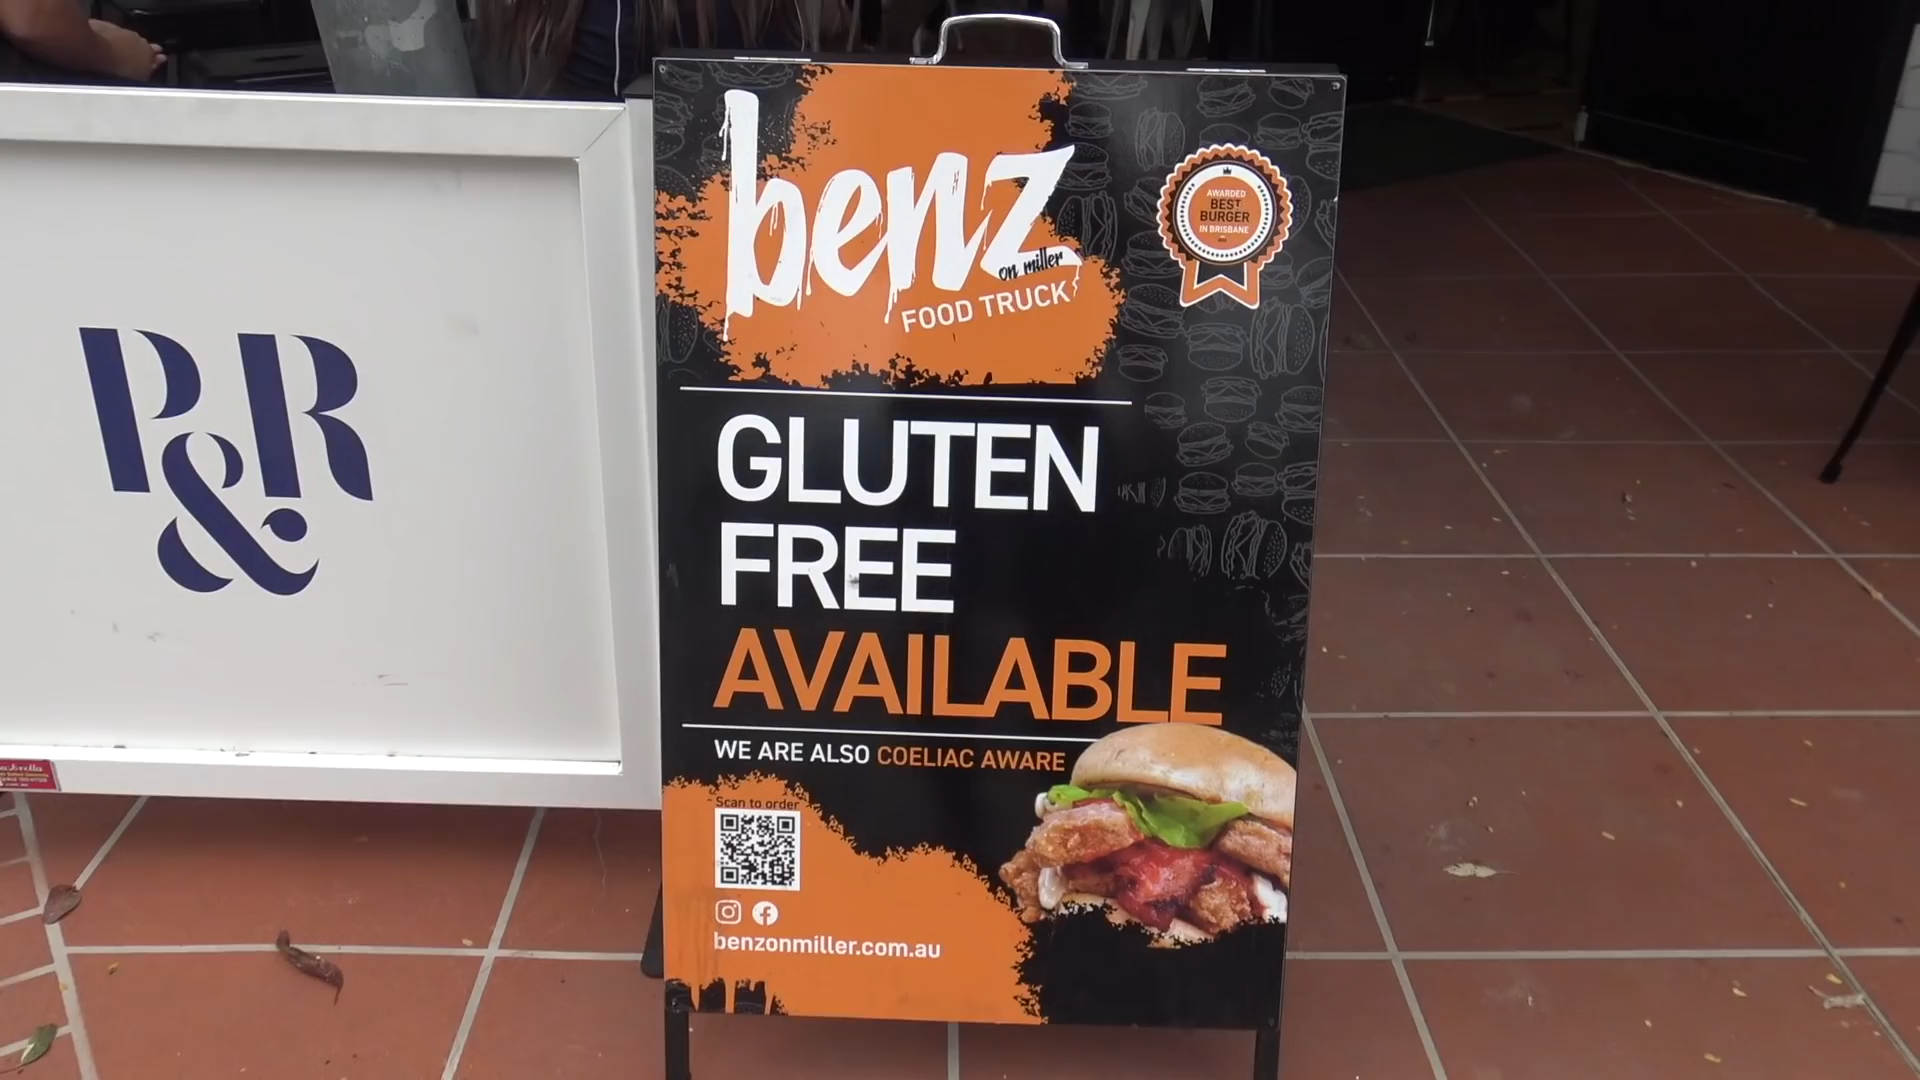 P&R
benz
on miller
FOOD TRUCK
AWARDED
BEST
BURGER
IN BRISBANE
GLUTEN
FREE
AVAILABLE
WE ARE ALSO COELIAC AWARE
Scan to order
benzonmiller.com.au